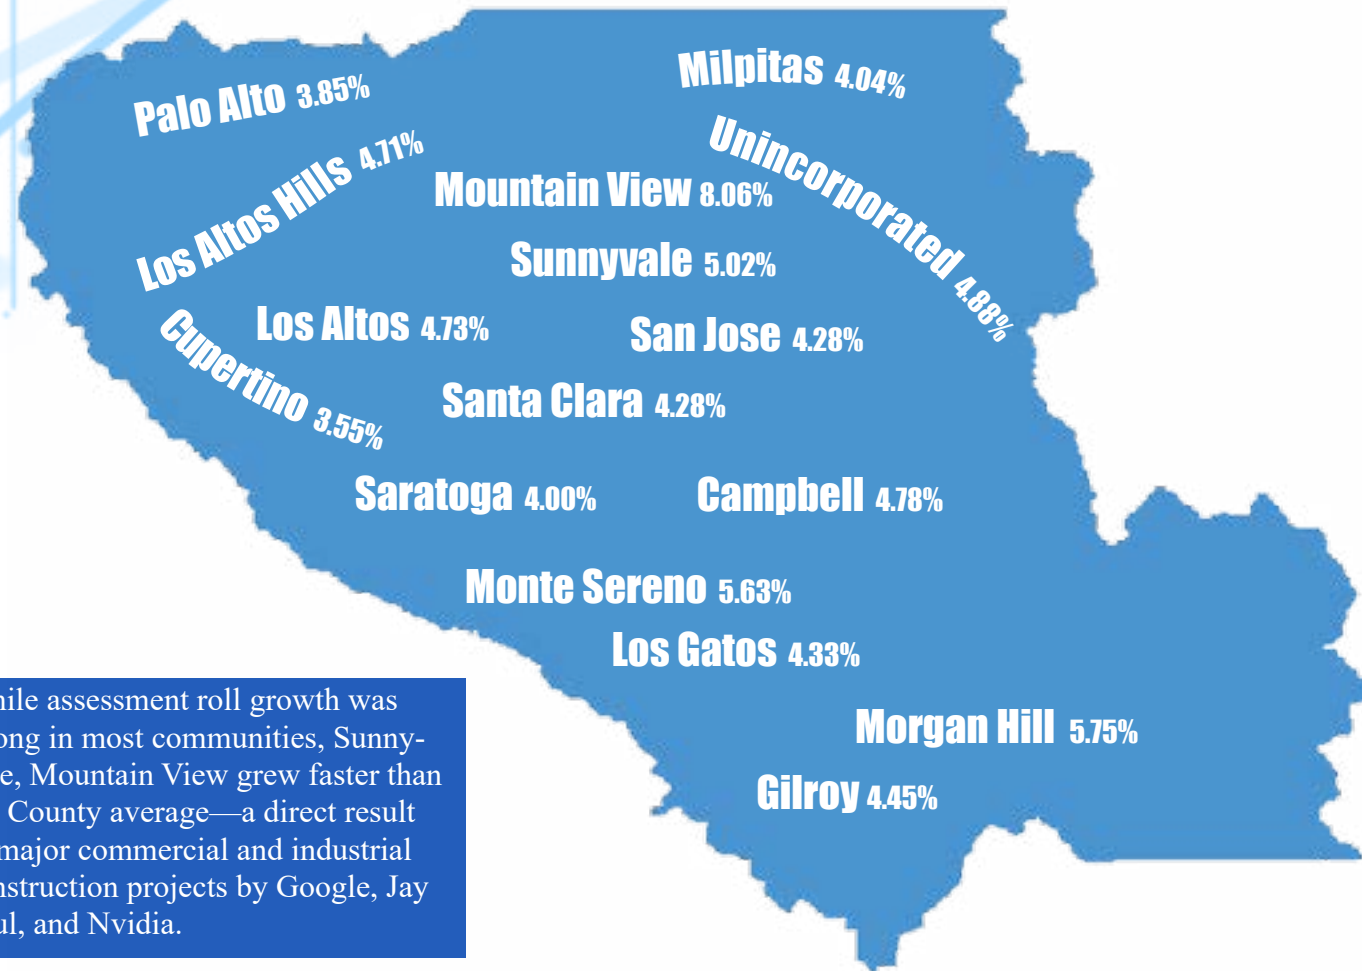 Palo Alto 3.85%
Milpitas 4.04%
Los Altos Hills 4.71%
Unincorporated 4.88%
Mountain View 8.06%
Sunnyvale 5.02%
Los Altos 4.73%
San Jose 4.28%
Cupertino 3.55%
Santa Clara 4.28%
Saratoga 4.00%
Campbell 4.78%
Monte Sereno 5.63%
Los Gatos 4.33%
Morgan Hill 5.75%
Gilroy 4.45%
assessment roll growth was
in most communities, Sunny-
Mountain View grew faster than
County average—a direct result
major commercial and industrial
projects by Google, Jay
and Nvidia.